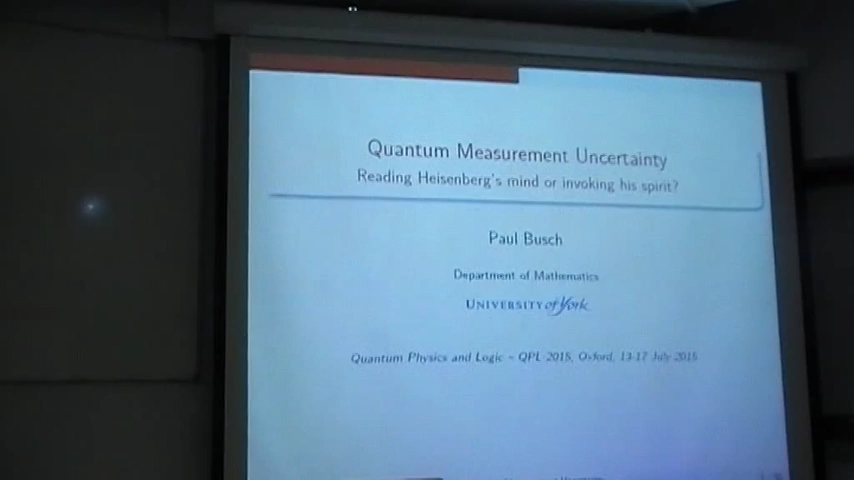 Quantum Measurement Uncertainty
Reading Heisenberg's mind or invoking his spirit?
Paul Busch
Department of Mathematics
UNIVERSITY of York
Quantum Physics and Logic – QPL 2015, Oxford, 13-17 July 2015